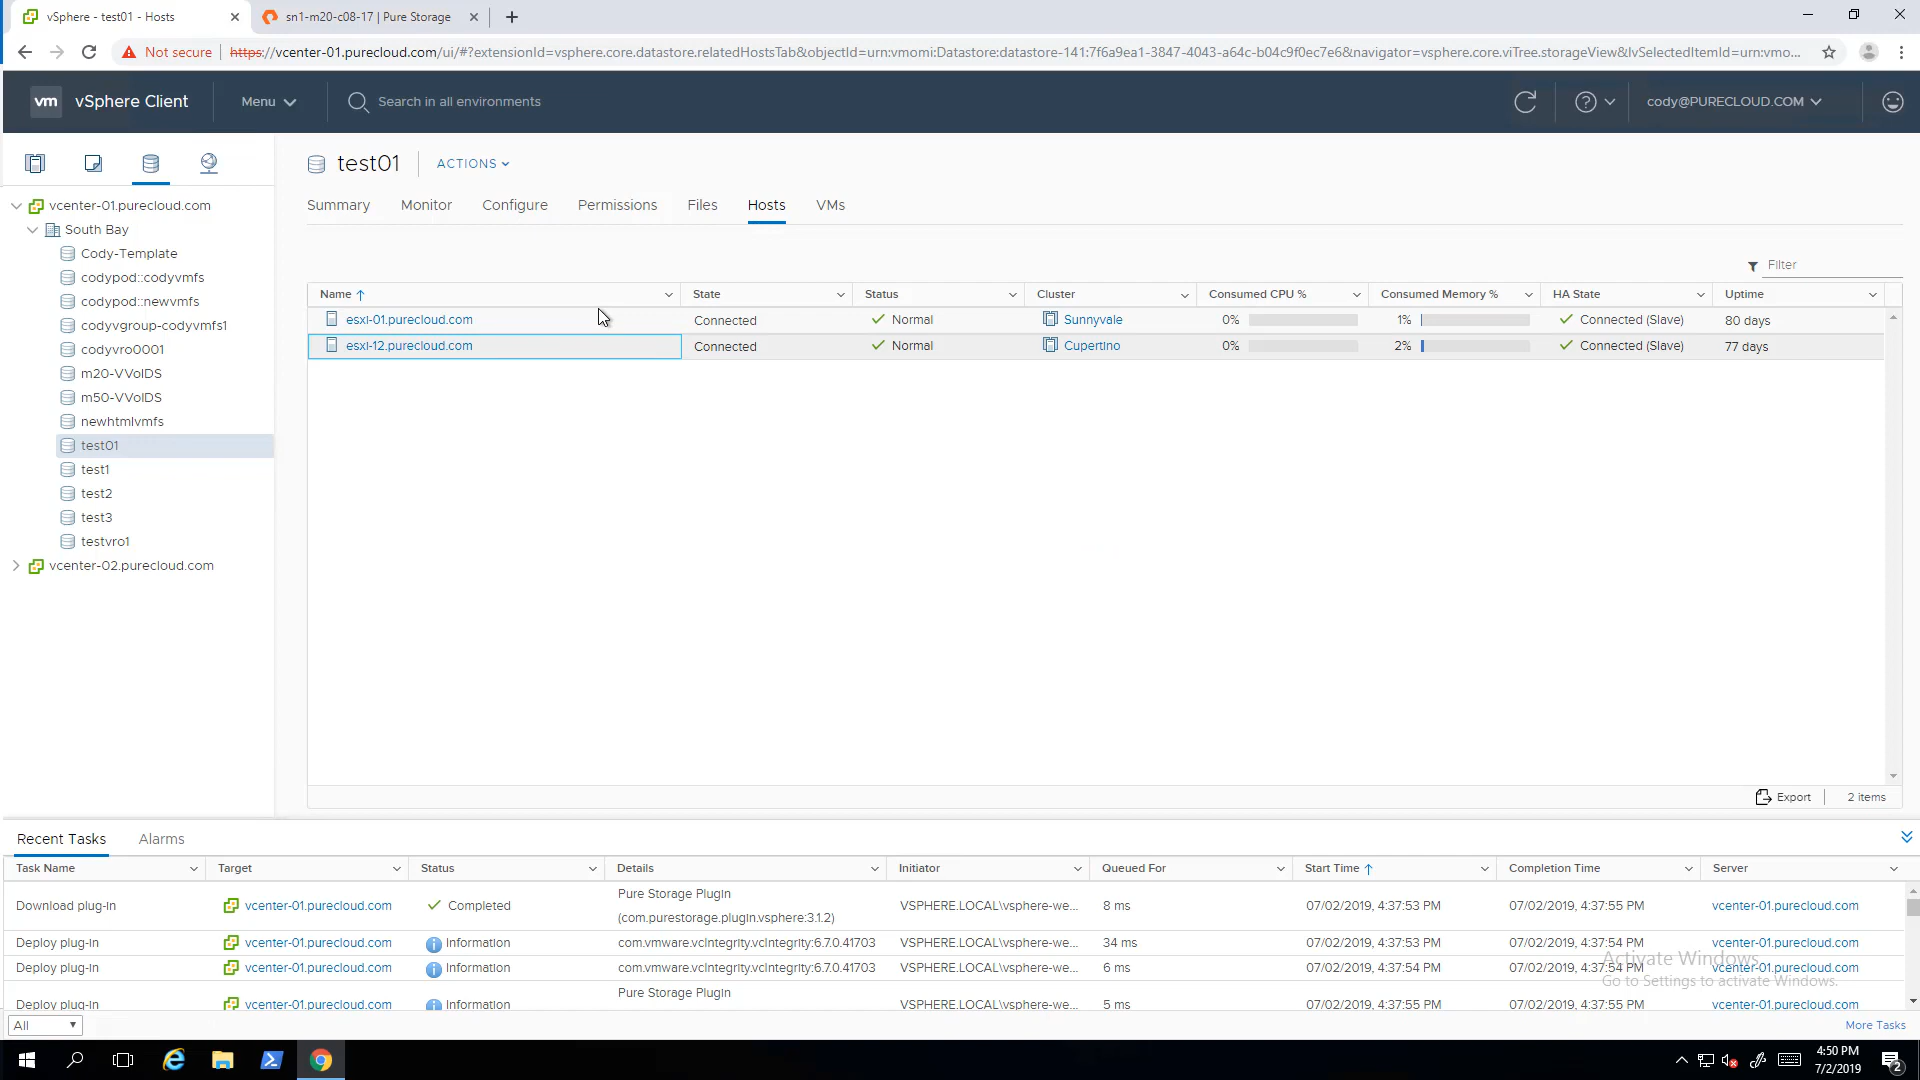 vSphere - test01 - Hosts
sn1-m20-c08-17 | Pure Storage
Not secure | https://vcenter-01.purecloud.com/ui/#?extensionId=vsphere.core.datastore.relatedHostsTab&objectId=urn:vmomi:Datastore:datastore-141:7f6a9ea1-3847-4043-a64c-b04c9f0ec7e6&navigator=vsphere.core.viTree.storageView&lvSelectedItemId=urn:vmo...
vm vSphere Client Menu Search in all environments cody@PURECLOUD.COM
test01 ACTIONS
Summary Monitor Configure Permissions Files Hosts VMs
vcenter-01.purecloud.com
South Bay
Cody-Template
codypod::codyvmfs
codypod::newvmfs
codyvgroup-codyvmfs1
codyvro0001
m20-VVolDS
m50-VVolDS
newhtmlvmfs
test01
test1
test2
test3
testvro1
vcenter-02.purecloud.com
Filter
Name State Status Cluster Consumed CPU % Consumed Memory % HA State Uptime
esxi-01.purecloud.com Connected Normal Sunnyvale 0% 1% Connected (Slave) 80 days
esxi-12.purecloud.com Connected Normal Cupertino 0% 2% Connected (Slave) 77 days
Export 2 items
Recent Tasks Alarms
Task Name Target Status Details Initiator Queued For Start Time Completion Time Server
Download plug-in vcenter-01.purecloud.com Completed Pure Storage Plugin (com.purestorage.plugin.vsphere:3.1.2) VSPHERE.LOCAL\vsphere-we... 8 ms 07/02/2019, 4:37:53 PM 07/02/2019, 4:37:55 PM vcenter-01.purecloud.com
Deploy plug-in vcenter-01.purecloud.com Information com.vmware.vcIntegrity.vcIntegrity:6.7.0.41703 VSPHERE.LOCAL\vsphere-we... 34 ms 07/02/2019, 4:37:53 PM 07/02/2019, 4:37:54 PM vcenter-01.purecloud.com
Deploy plug-in vcenter-01.purecloud.com Information com.vmware.vcIntegrity.vcIntegrity:6.7.0.41703 VSPHERE.LOCAL\vsphere-we... 6 ms 07/02/2019, 4:37:54 PM 07/02/2019, 4:37:54 PM vcenter-01.purecloud.com
Deploy plug-in vcenter-01.purecloud.com Information Pure Storage Plugin VSPHERE.LOCAL\vsphere-we... 5 ms 07/02/2019, 4:37:55 PM 07/02/2019, 4:37:55 PM vcenter-01.purecloud.com
Activate Windows
Go to Settings to activate Windows.
All More Tasks
4:50 PM
7/2/2019
2